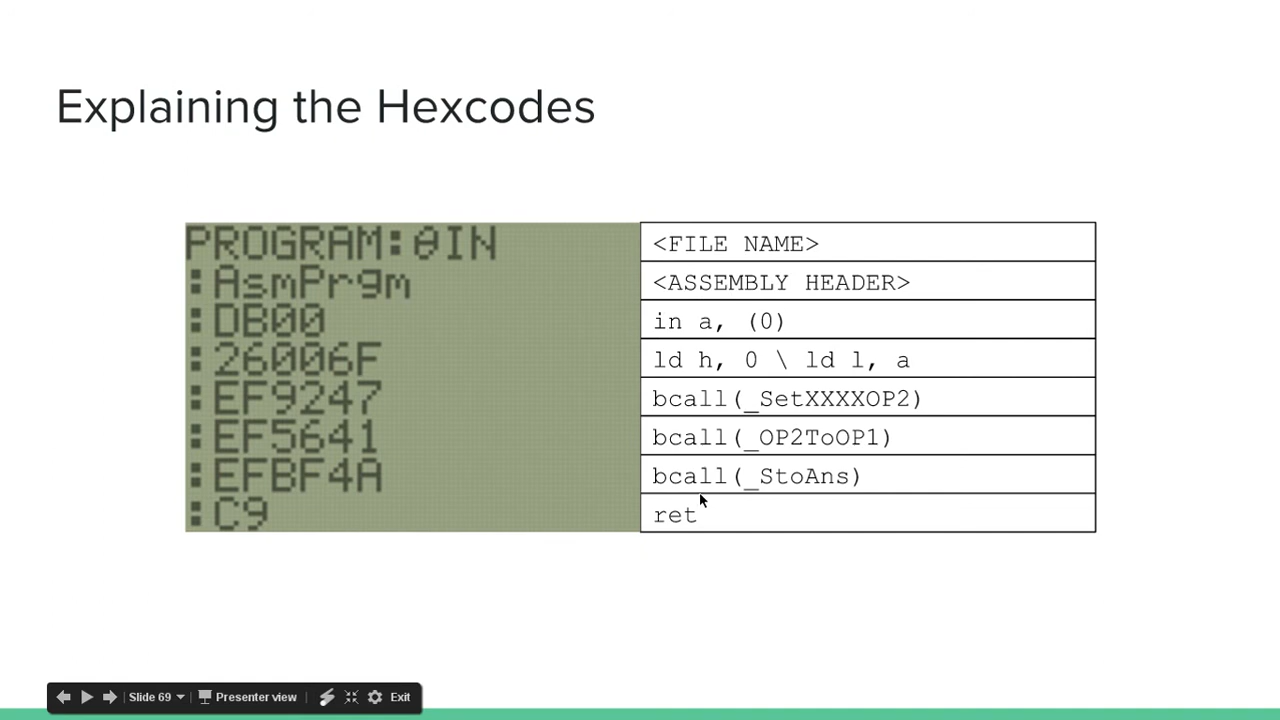 Explaining the Hexcodes
PROGRAM:θIN
:AsmPrgm
:DB00
:26006F
:EF9247
:EF5641
:EFBF4A
:C9
<FILE NAME>
<ASSEMBLY HEADER>
in a, (0)
ld h, 0 \ ld l, a
bcall(_SetXXXXOP2)
bcall(_OP2ToOP1)
bcall(_StoAns)
ret
Slide 69
Presenter view
Exit